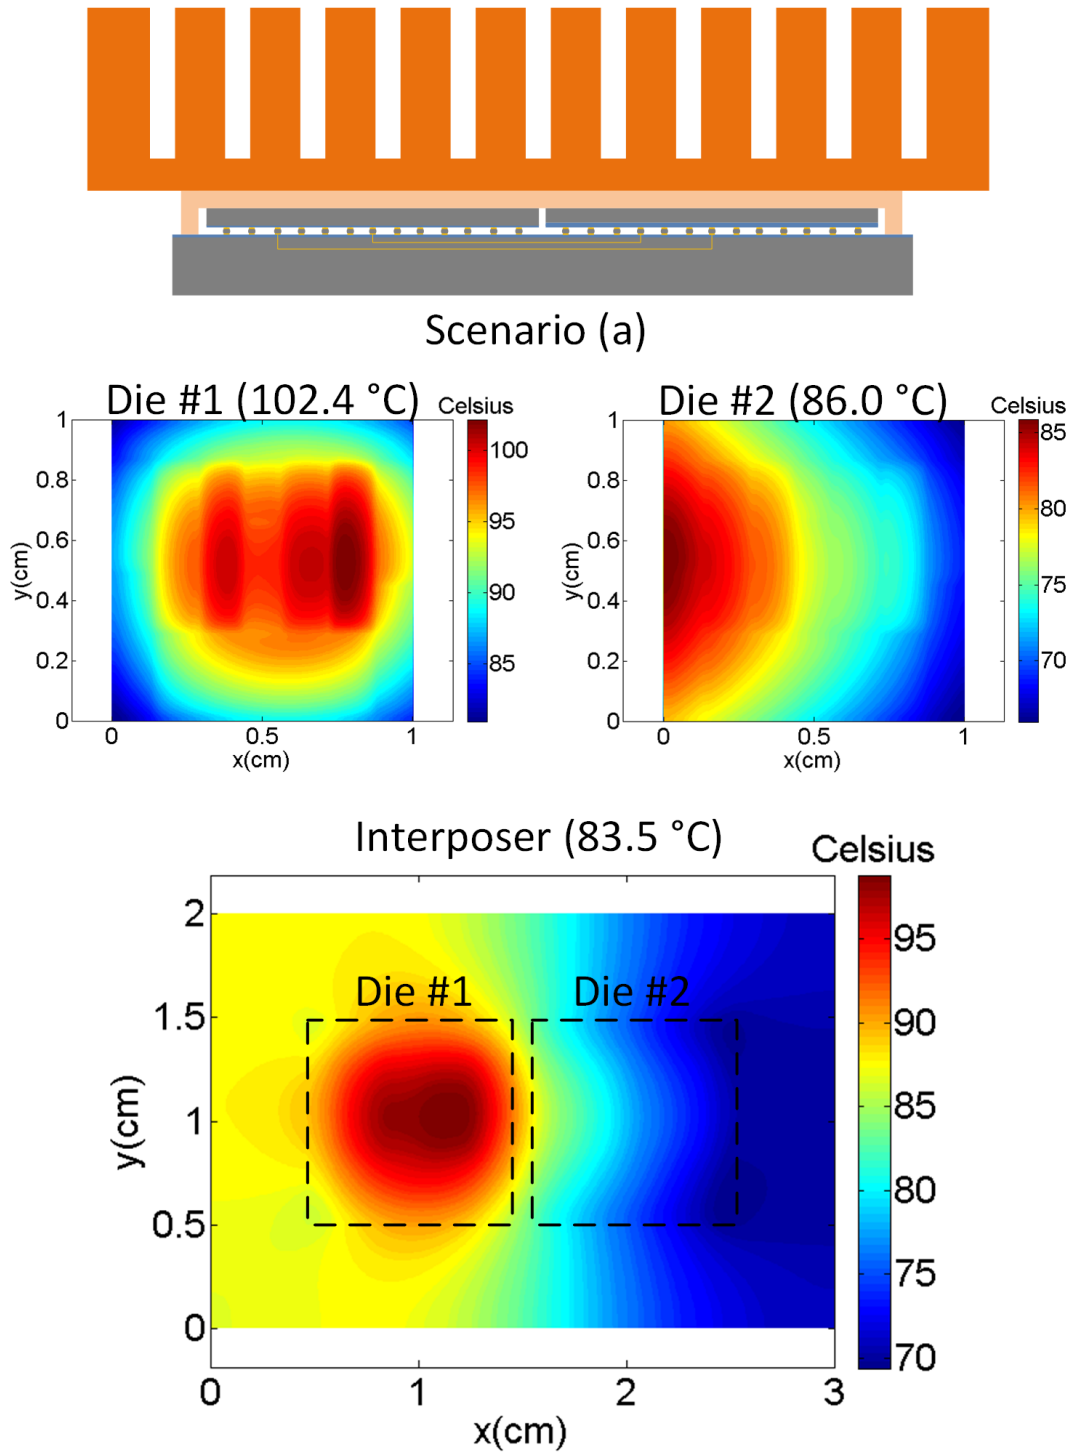 Scenario (a)
Die #1 (102.4 °C)
Celsius
1
0.8
0.6
0.4
0.2
0
y(cm)
0
0.5
1
x(cm)
100
95
90
85
Die #2 (86.0 °C)
Celsius
1
0.8
0.6
0.4
0.2
0
y(cm)
0
0.5
1
x(cm)
85
80
75
70
Interposer (83.5 °C)
Celsius
2
1.5
1
0.5
0
y(cm)
Die #1
Die #2
0
1
2
3
x(cm)
95
90
85
80
75
70